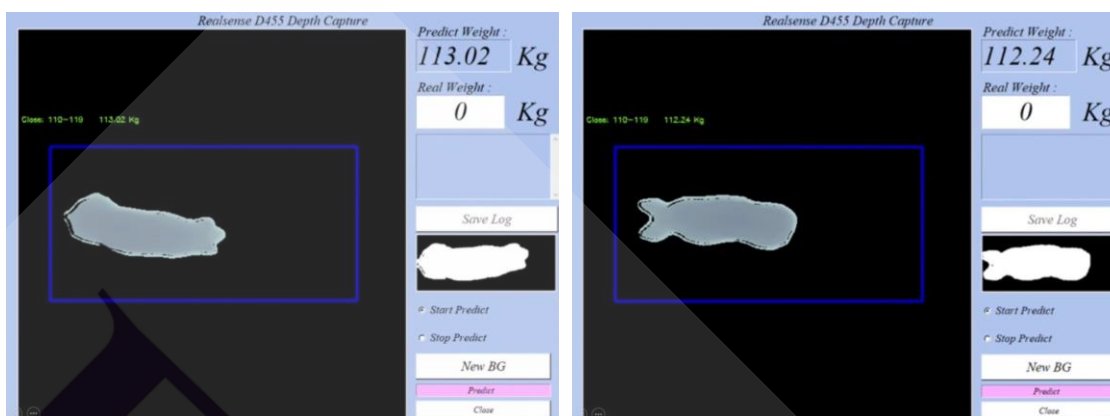 Realsense D455 Depth Capture
Predict Weight :
113.02 Kg
Real Weight :
0 Kg
Class: 110-119 113.02 Kg
Save Log
Start Predict
Stop Predict
New BG
Predict
Close
Realsense D455 Depth Capture
Predict Weight :
112.24 Kg
Real Weight :
0 Kg
Class: 110-119 112.24 Kg
Save Log
Start Predict
Stop Predict
New BG
Predict
Close